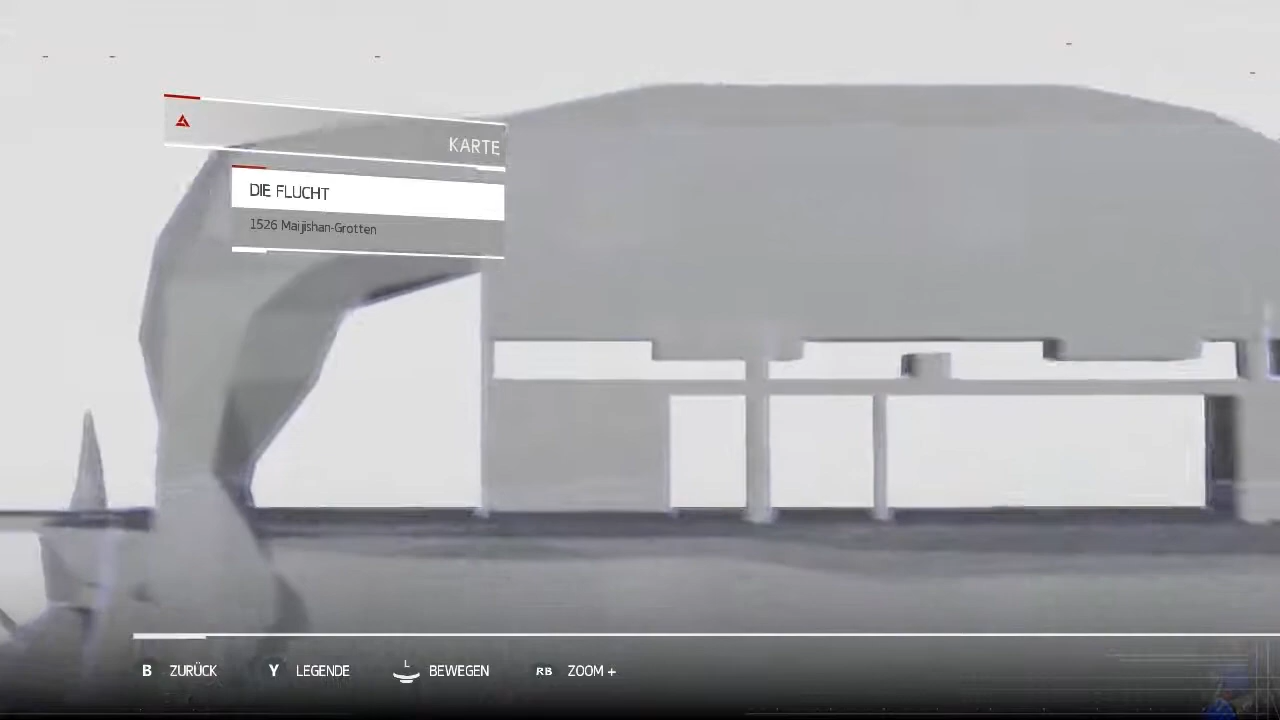 KARTE
DIE FLUCHT
1526 Maijishan-Grotten
B ZURÜCK Y LEGENDE L BEWEGEN RB ZOOM +